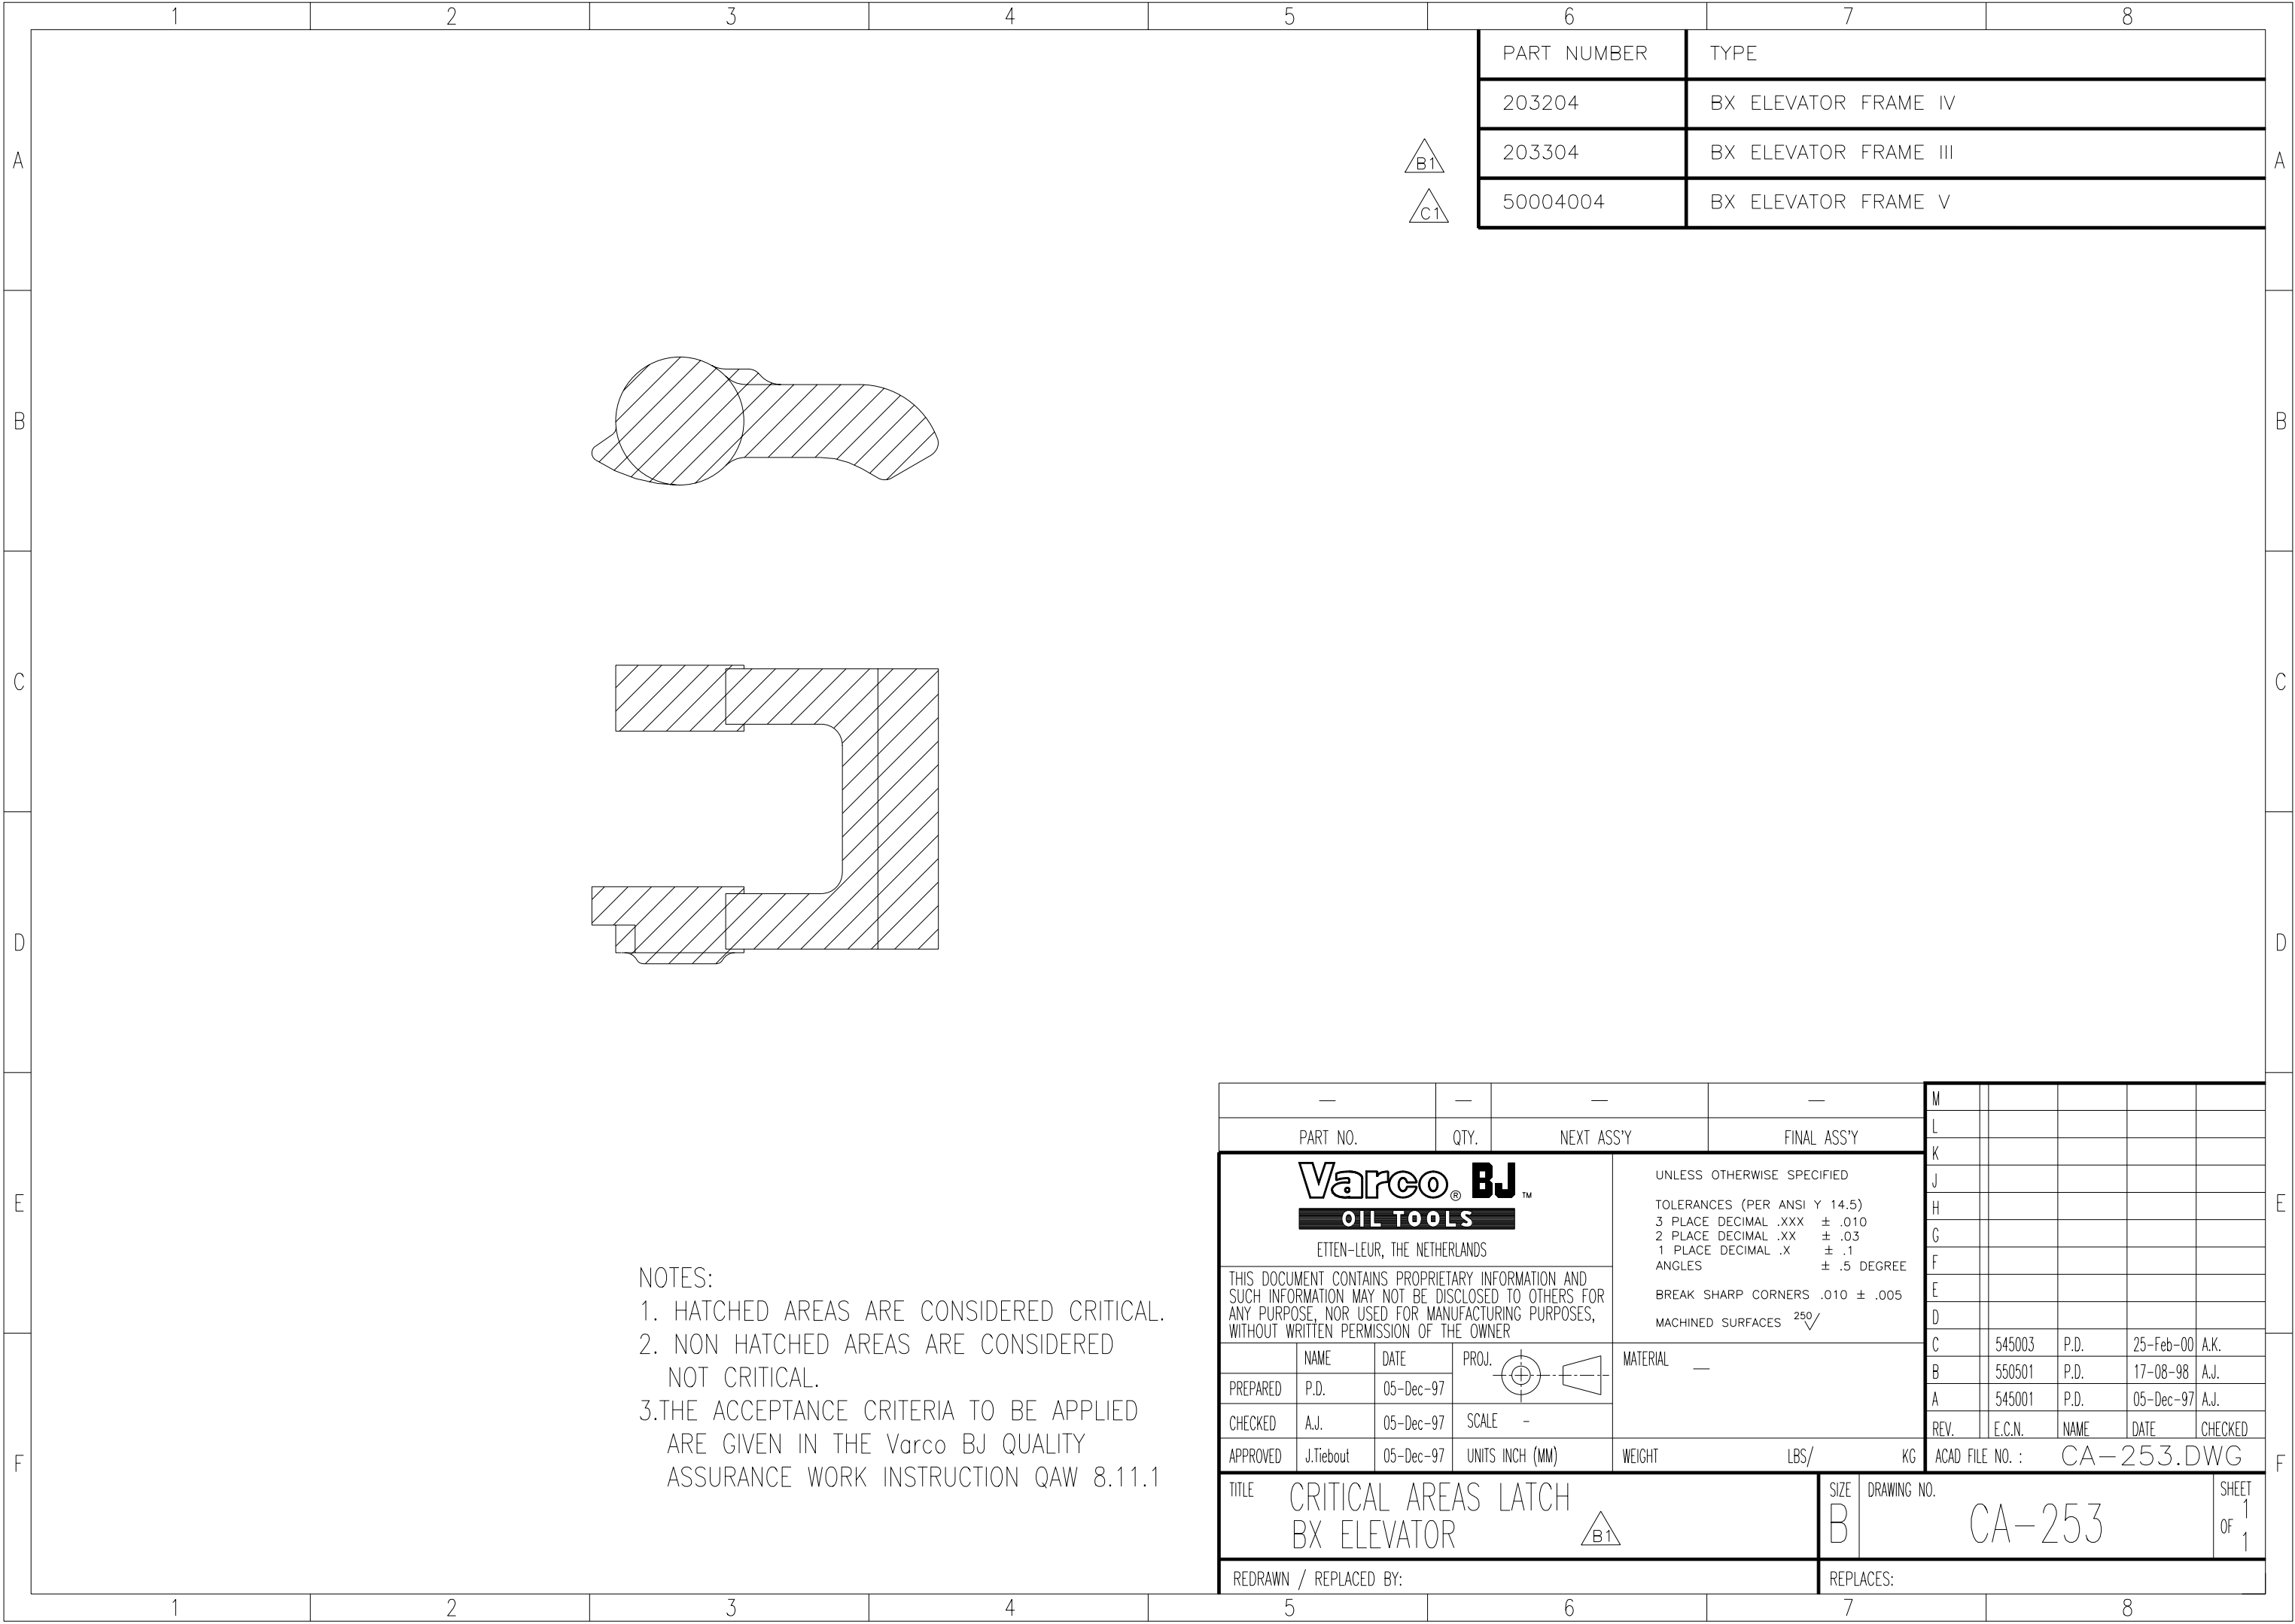 1 2 3 4 5 6 7 8
PART NUMBER TYPE
203204 BX ELEVATOR FRAME IV
B1 203304 BX ELEVATOR FRAME III
C1 50004004 BX ELEVATOR FRAME V
A A
B B
C C
D D
E E
F F
NOTES:
1. HATCHED AREAS ARE CONSIDERED CRITICAL.
2. NON HATCHED AREAS ARE CONSIDERED
NOT CRITICAL.
3.THE ACCEPTANCE CRITERIA TO BE APPLIED
ARE GIVEN IN THE Varco BJ QUALITY
ASSURANCE WORK INSTRUCTION QAW 8.11.1
— — — —
PART NO. QTY. NEXT ASS'Y FINAL ASS'Y
Varco® BJ™
OIL TOOLS
ETTEN-LEUR, THE NETHERLANDS
THIS DOCUMENT CONTAINS PROPRIETARY INFORMATION AND
SUCH INFORMATION MAY NOT BE DISCLOSED TO OTHERS FOR
ANY PURPOSE, NOR USED FOR MANUFACTURING PURPOSES,
WITHOUT WRITTEN PERMISSION OF THE OWNER
UNLESS OTHERWISE SPECIFIED
TOLERANCES (PER ANSI Y 14.5)
3 PLACE DECIMAL .XXX ± .010
2 PLACE DECIMAL .XX ± .03
1 PLACE DECIMAL .X ± .1
ANGLES ± .5 DEGREE
BREAK SHARP CORNERS .010 ± .005
MACHINED SURFACES 250
NAME DATE PROJ.
PREPARED P.D. 05-Dec-97
CHECKED A.J. 05-Dec-97 SCALE -
APPROVED J.Tiebout 05-Dec-97 UNITS INCH (MM)
MATERIAL —
WEIGHT LBS/ KG
M
L
K
J
H
G
F
E
D
C 545003 P.D. 25-Feb-00 A.K.
B 550501 P.D. 17-08-98 A.J.
A 545001 P.D. 05-Dec-97 A.J.
REV. E.C.N. NAME DATE CHECKED
ACAD FILE NO. : CA-253.DWG
TITLE CRITICAL AREAS LATCH
BX ELEVATOR B1
SIZE B
DRAWING NO. CA-253
SHEET 1 OF 1
REDRAWN / REPLACED BY: REPLACES:
1 2 3 4 5 6 7 8